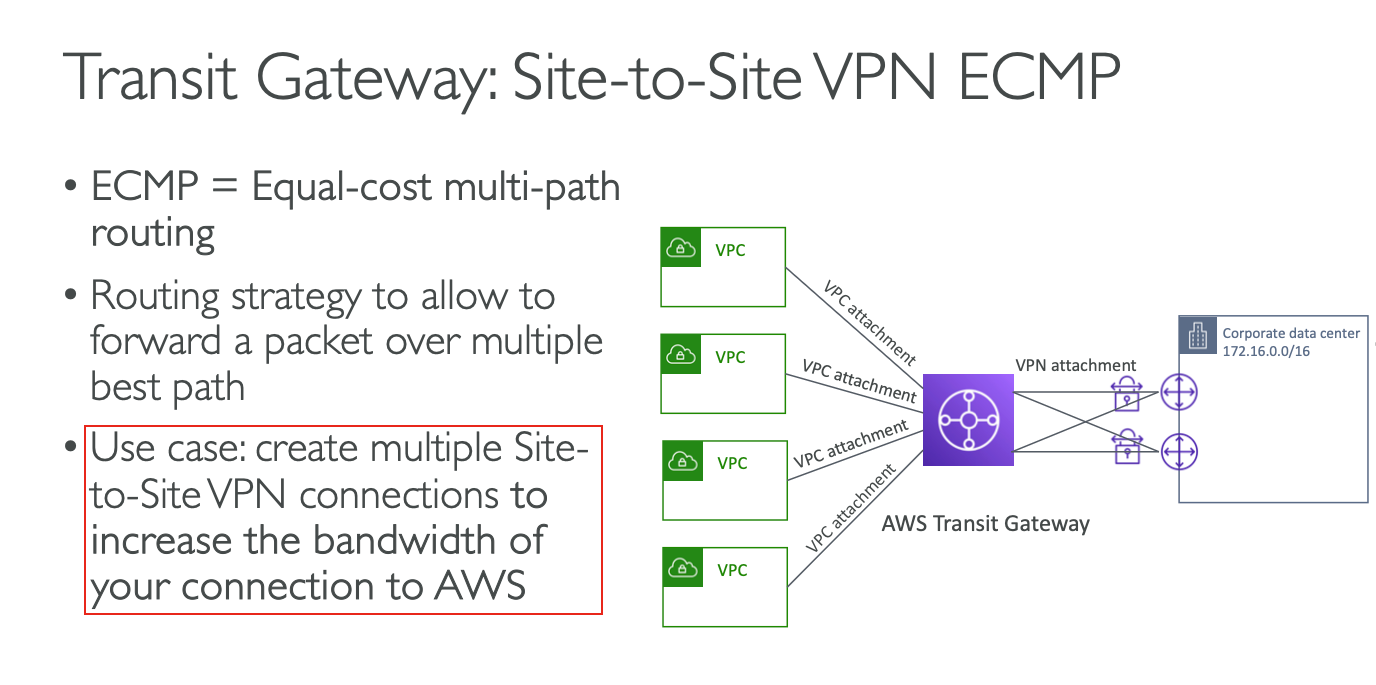 Transit Gateway: Site-to-Site VPN ECMP
• ECMP = Equal-cost multi-path
routing
• Routing strategy to allow to
forward a packet over multiple
best path
• Use case: create multiple Site-
to-Site VPN connections to
increase the bandwidth of
your connection to AWS
VPC
VPC attachment
VPC
VPC attachment
VPC
VPC attachment
VPC
VPC attachment
AWS Transit Gateway
VPN attachment
Corporate data center
172.16.0.0/16